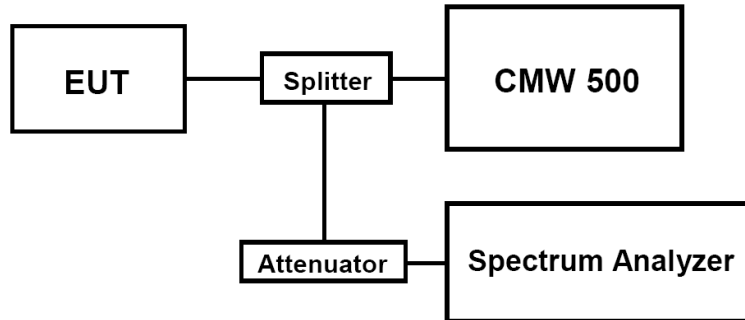 EUT
Splitter
CMW 500
Attenuator
Spectrum Analyzer